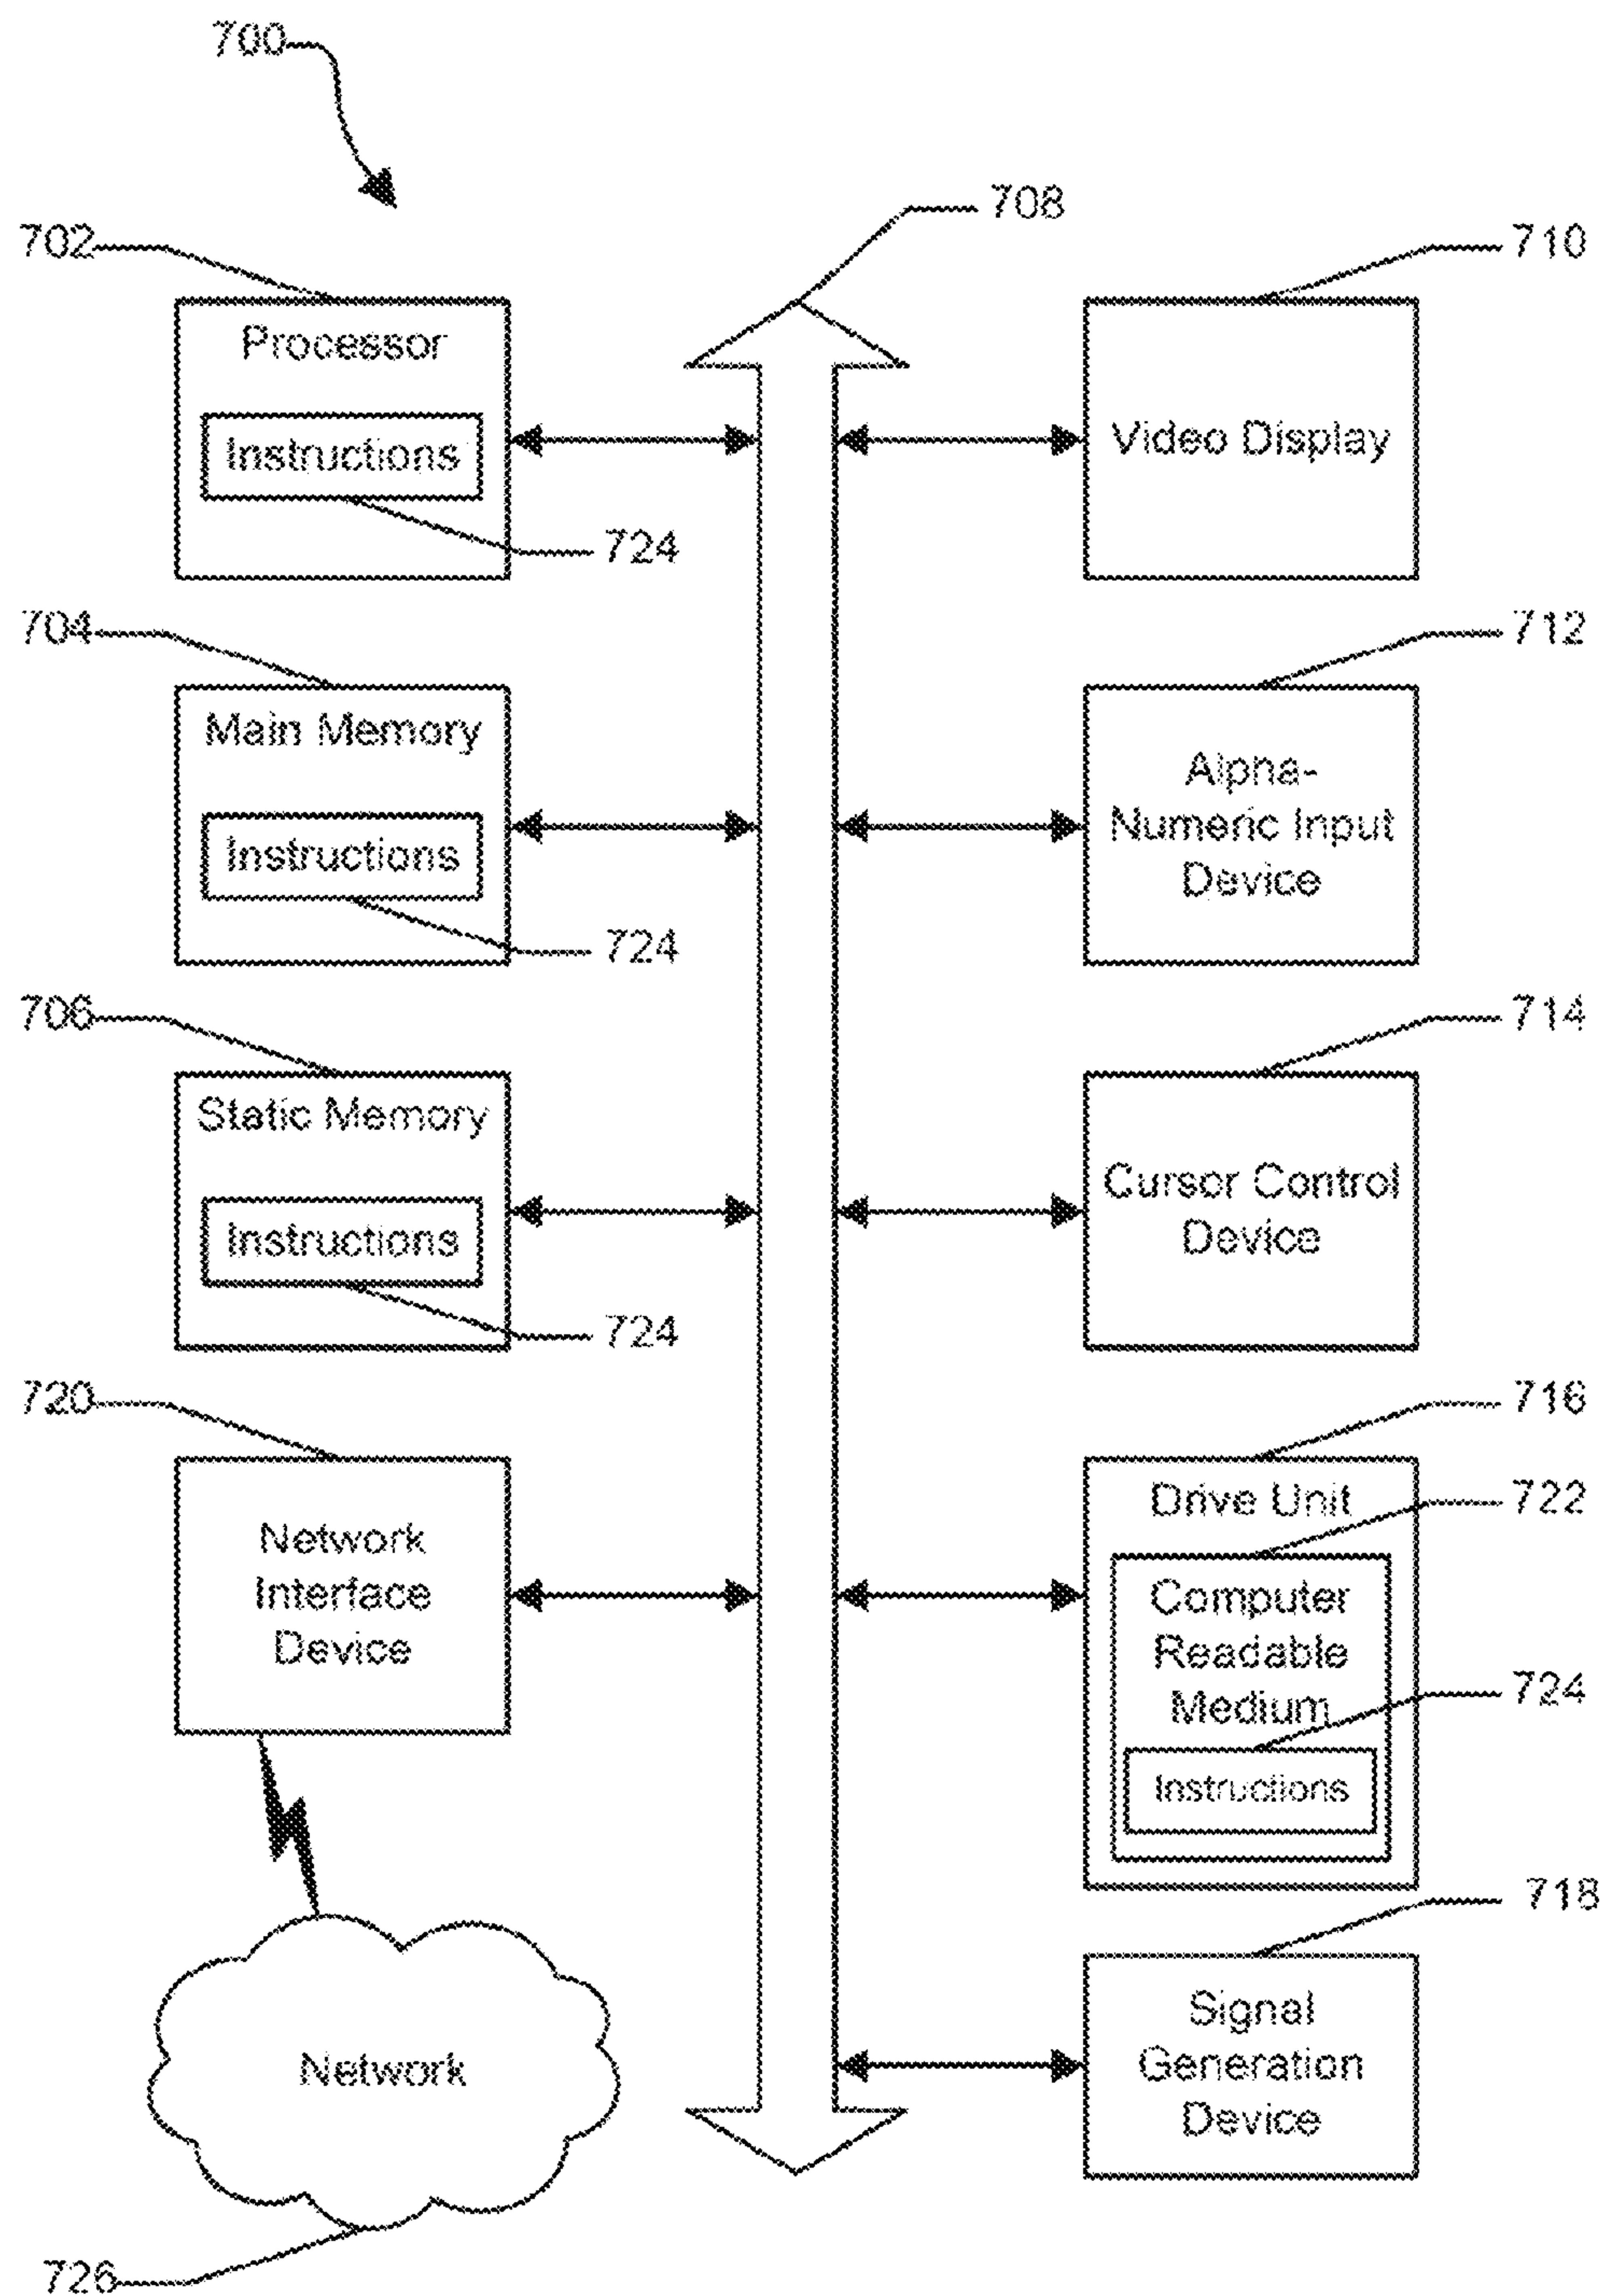 700
708
702
710
Processor
Instructions
724
Video Display
704
712
Main Memory
Instructions
724
Alpha-
Numeric Input
Device
706
714
Static Memory
Instructions
724
Cursor Control
Device
720
716
Network
Interface
Device
Drive Unit
722
Computer
Readable
Medium
724
Instructions
718
Signal
Generation
Device
Network
726